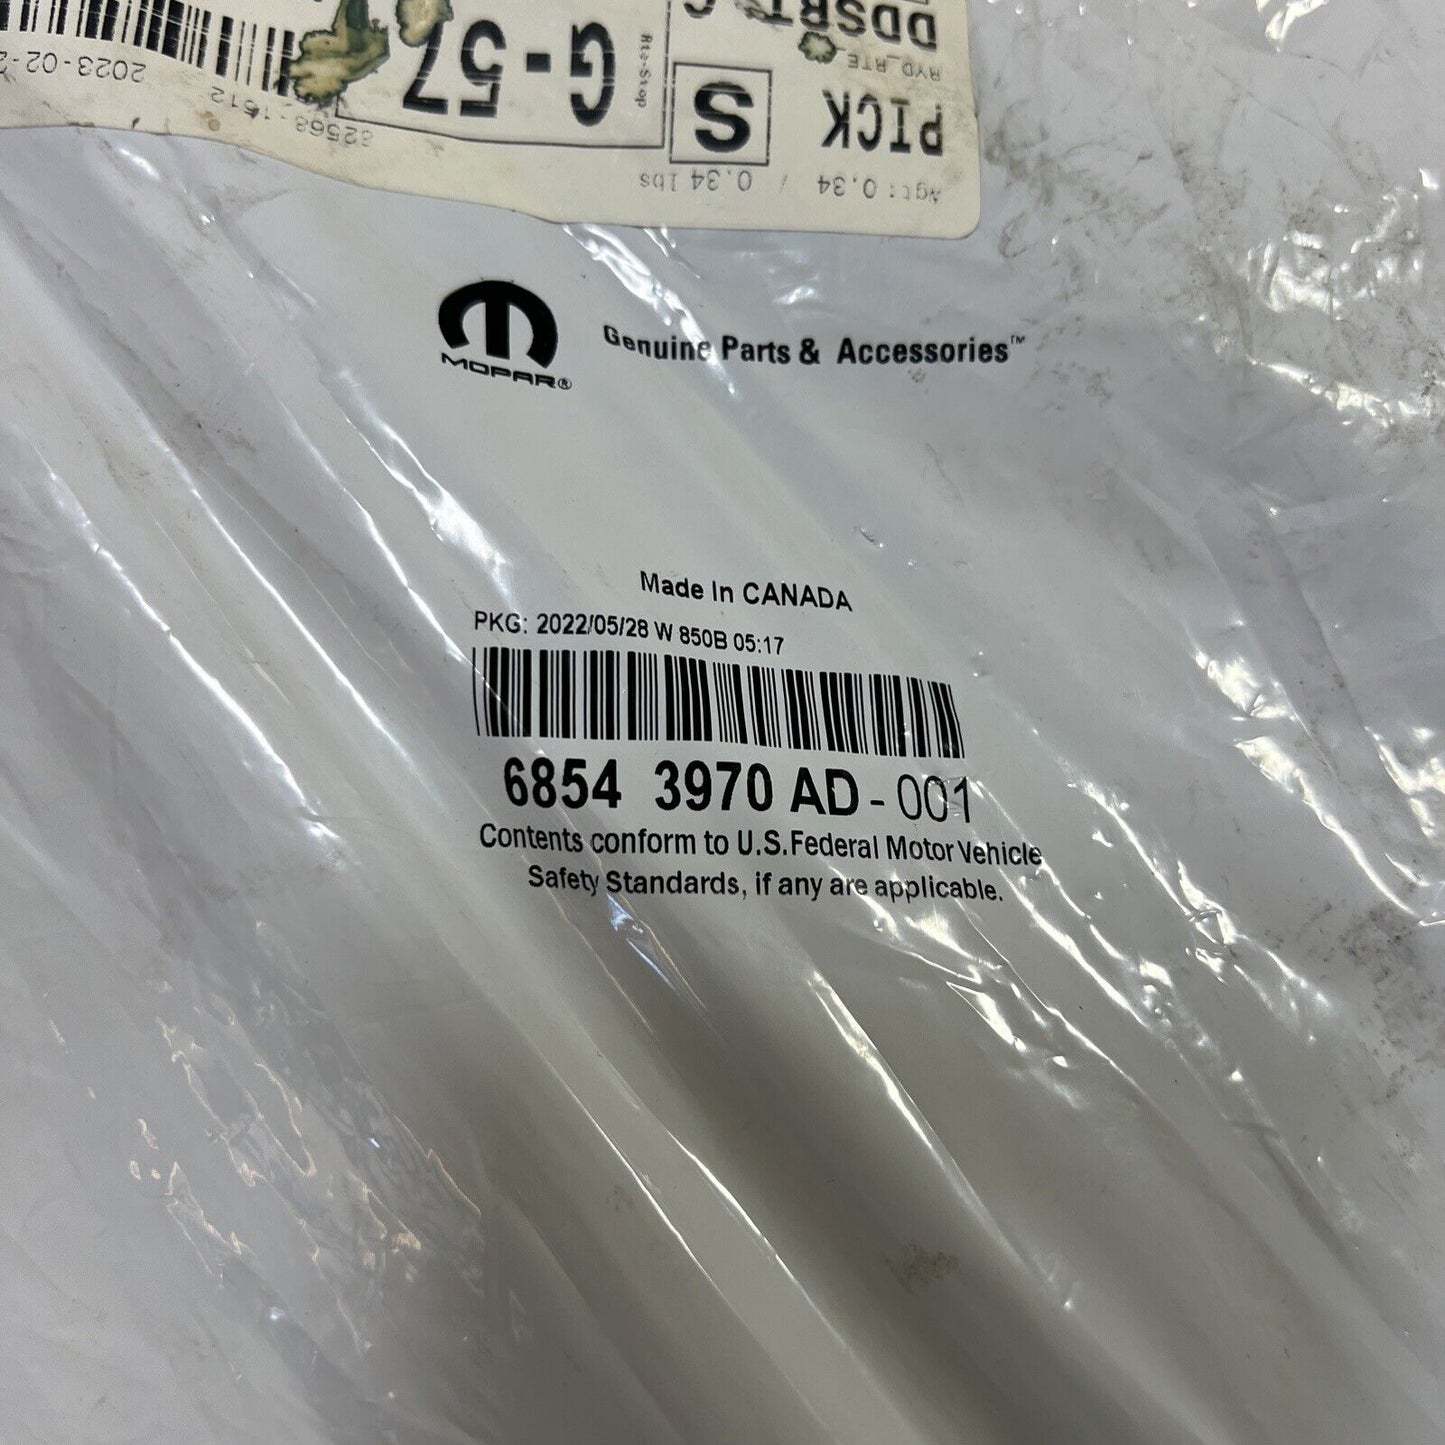 DDSRT
RYD_RTE
PICK
S
G-57
Rte-Stop
Wgt: 0.34 / 0.34 lbs
82568-1512
2023-02-2
MOPAR®
Genuine Parts & Accessories™
Made In CANADA
PKG: 2022/05/28 W 850B 05:17
6854 3970 AD - 001
Contents conform to U.S. Federal Motor Vehicle
Safety Standards, if any are applicable.